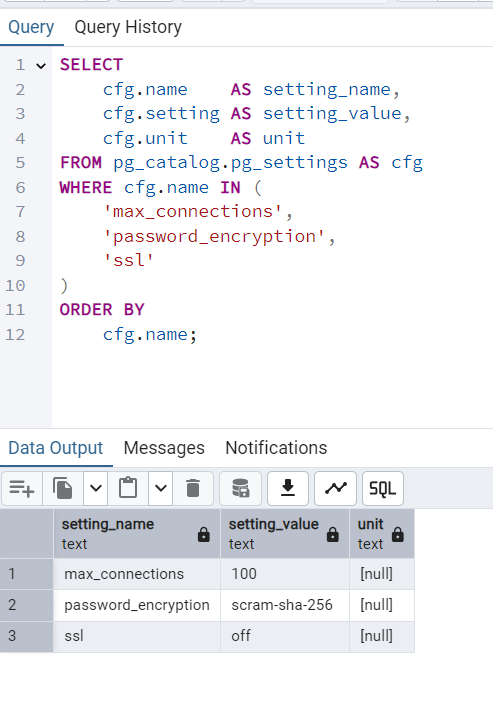 Query Query History
1 SELECT
2 cfg.name AS setting_name,
3 cfg.setting AS setting_value,
4 cfg.unit AS unit
5 FROM pg_catalog.pg_settings AS cfg
6 WHERE cfg.name IN (
7 'max_connections',
8 'password_encryption',
9 'ssl'
10 )
11 ORDER BY
12 cfg.name;
Data Output Messages Notifications
SQL
setting_name setting_value unit
text text text
1 max_connections 100 [null]
2 password_encryption scram-sha-256 [null]
3 ssl off [null]